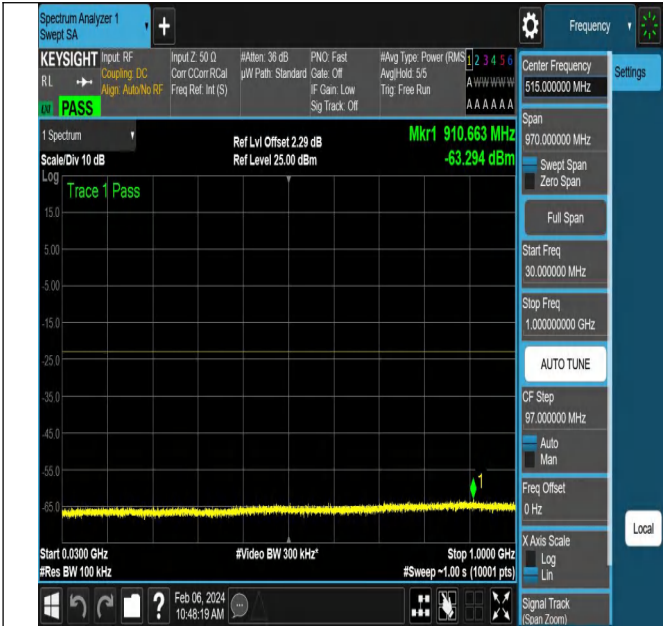 Spectrum Analyzer 1
Swept SA
+
Frequency
KEYSIGHT
RL
PASS
Input: RF
Coupling: DC
Align: Auto/No RF
Input Z: 50 Ω
Corr CCorr RCal
Freq Ref: Int (S)
#Atten: 36 dB
µW Path: Standard
PNO: Fast
Gate: Off
IF Gain: Low
Sig Track: Off
#Avg Type: Power (RMS
Avg|Hold: 5/5
Trig: Free Run
1 2 3 4 5 6
A W W W W W
A A A A A A
1 Spectrum
Scale/Div 10 dB
Log
Ref Lvl Offset 2.29 dB
Ref Level 25.00 dBm
Mkr1 910.663 MHz
-63.294 dBm
Trace 1 Pass
15.0
5.00
-5.00
-15.0
-25.0
-35.0
-45.0
-55.0
-65.0
1
Start 0.0300 GHz
#Res BW 100 kHz
#Video BW 300 kHz*
Stop 1.0000 GHz
#Sweep ~1.00 s (10001 pts)
Feb 06, 2024
10:48:19 AM
?
Center Frequency
515.000000 MHz
Settings
Span
970.000000 MHz
Swept Span
Zero Span
Full Span
Start Freq
30.000000 MHz
Stop Freq
1.000000000 GHz
AUTO TUNE
CF Step
97.000000 MHz
Auto
Man
Freq Offset
0 Hz
X Axis Scale
Log
Lin
Local
Signal Track
(Span Zoom)